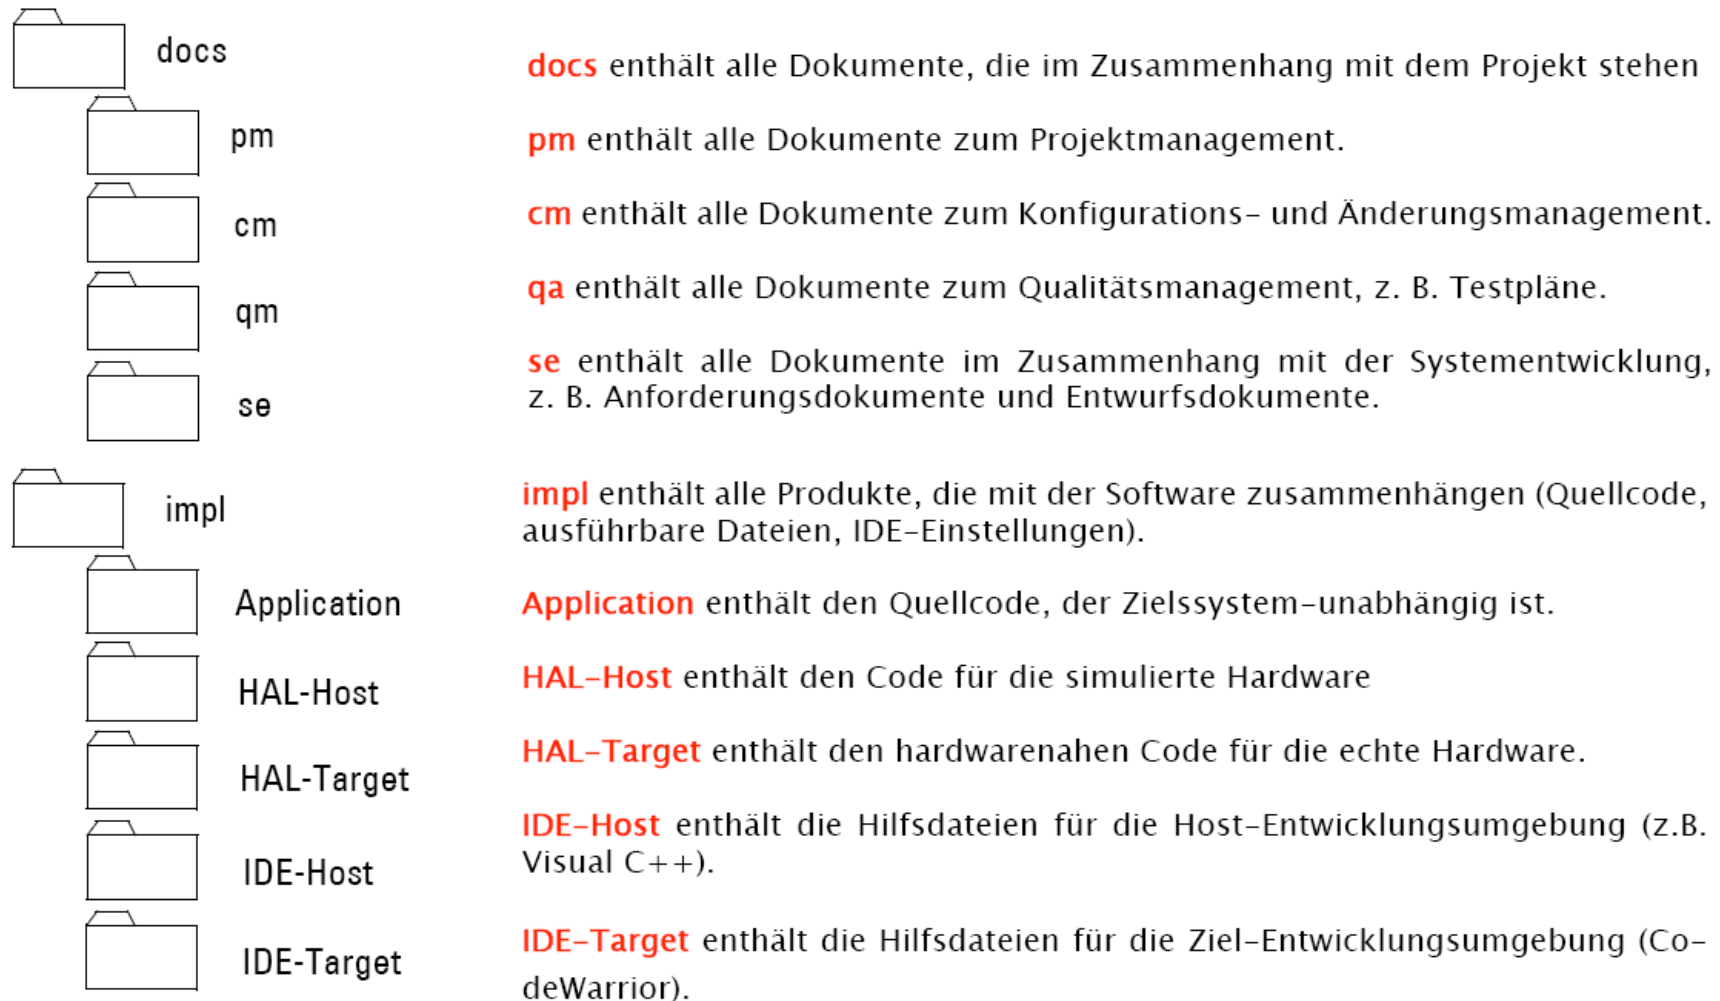 docs
docs enthält alle Dokumente, die im Zusammenhang mit dem Projekt stehen
pm
pm enthält alle Dokumente zum Projektmanagement.
cm
cm enthält alle Dokumente zum Konfigurations- und Änderungsmanagement.
qm
qa enthält alle Dokumente zum Qualitätsmanagement, z. B. Testpläne.
se
se enthält alle Dokumente im Zusammenhang mit der Systementwicklung,
z. B. Anforderungsdokumente und Entwurfsdokumente.
impl
impl enthält alle Produkte, die mit der Software zusammenhängen (Quellcode,
ausführbare Dateien, IDE-Einstellungen).
Application
Application enthält den Quellcode, der Zielssystem-unabhängig ist.
HAL-Host
HAL-Host enthält den Code für die simulierte Hardware
HAL-Target
HAL-Target enthält den hardwarenahen Code für die echte Hardware.
IDE-Host
IDE-Host enthält die Hilfsdateien für die Host-Entwicklungsumgebung (z.B.
Visual C++).
IDE-Target
IDE-Target enthält die Hilfsdateien für die Ziel-Entwicklungsumgebung (Co-
deWarrior).